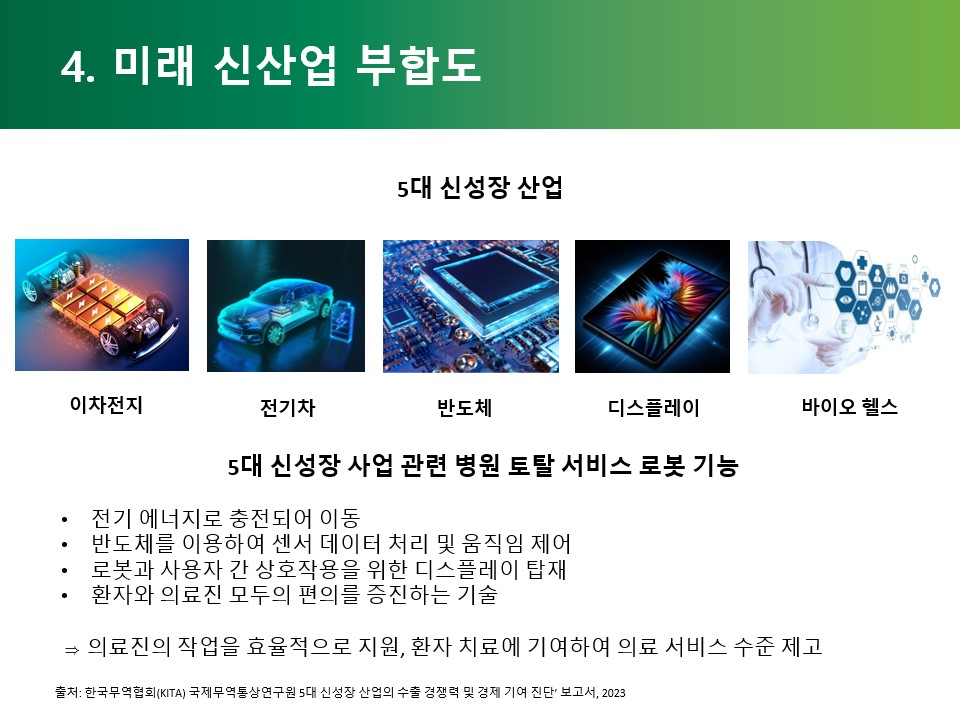 4. 미래 신산업 부합도
5대 신성장 산업
이차전지
전기차
반도체
디스플레이
바이오 헬스
5대 신성장 사업 관련 병원 토탈 서비스 로봇 기능
• 전기 에너지로 충전되어 이동
• 반도체를 이용하여 센서 데이터 처리 및 움직임 제어
• 로봇과 사용자 간 상호작용을 위한 디스플레이 탑재
• 환자와 의료진 모두의 편의를 증진하는 기술
⇒ 의료진의 작업을 효율적으로 지원, 환자 치료에 기여하여 의료 서비스 수준 제고
출처: 한국무역협회(KITA) 국제무역통상연구원 5대 신성장 산업의 수출 경쟁력 및 경제 기여 진단’ 보고서, 2023